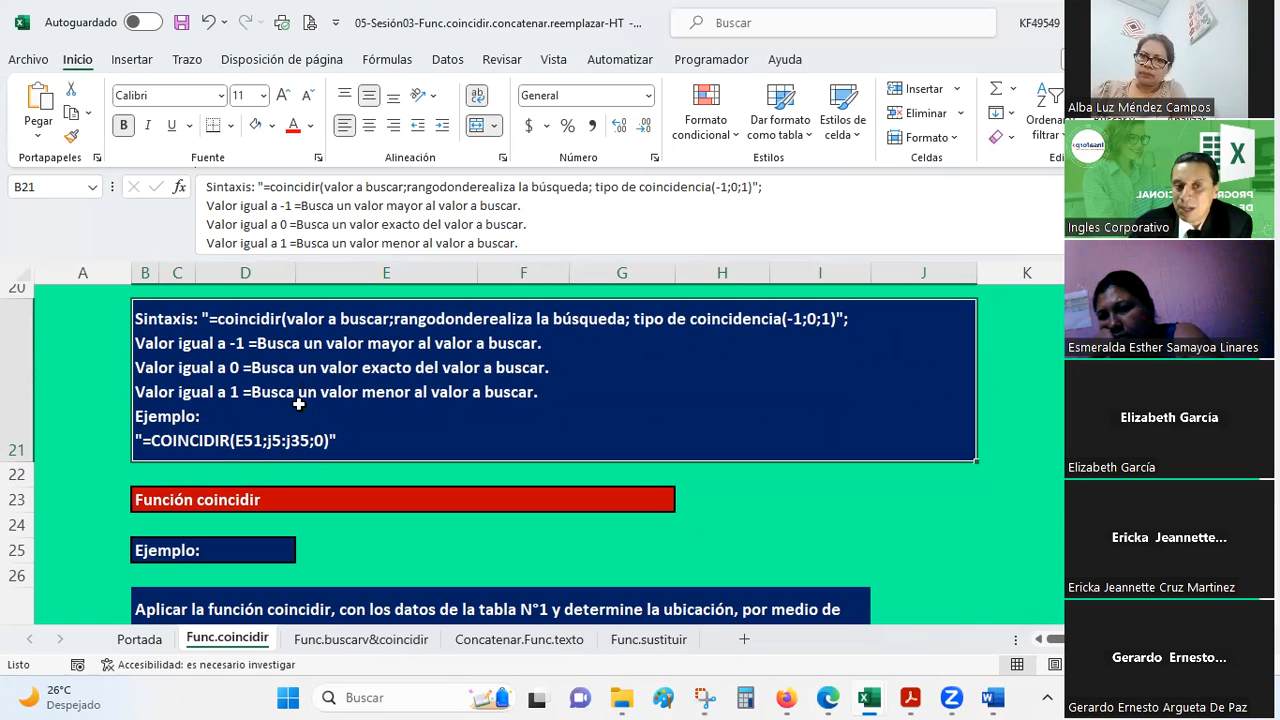 Autoguardado
05-Sesión03-Func.coincidir.concatenar.reemplazar-HT -...
Buscar
KF49549
Archivo Inicio Insertar Trazo Disposición de página Fórmulas Datos Revisar Vista Automatizar Programador Ayuda
Pegar
Calibri 11
General
Formato condicional
Dar formato como tabla
Estilos de celda
Insertar
Eliminar
Formato
Ordenar
filtrar
Portapapeles Fuente Alineación Número Estilos Celdas
B21
Sintaxis: "=coincidir(valor a buscar;rangodonderealiza la búsqueda; tipo de coincidencia(-1;0;1)";
Valor igual a -1 =Busca un valor mayor al valor a buscar.
Valor igual a 0 =Busca un valor exacto del valor a buscar.
Valor igual a 1 =Busca un valor menor al valor a buscar.
A B C D E F G H I J K
20
Sintaxis: "=coincidir(valor a buscar;rangodonderealiza la búsqueda; tipo de coincidencia(-1;0;1)";
Valor igual a -1 =Busca un valor mayor al valor a buscar.
Valor igual a 0 =Busca un valor exacto del valor a buscar.
Valor igual a 1 =Busca un valor menor al valor a buscar.
Ejemplo:
"=COINCIDIR(E51;j5:j35;0)"
21
22
23 Función coincidir
24
25 Ejemplo:
26
Aplicar la función coincidir, con los datos de la tabla N°1 y determine la ubicación, por medio de
Portada Func.coincidir Func.buscarv&coincidir Concatenar.Func.texto Func.sustituir
Listo Accesibilidad: es necesario investigar
26°C
Despejado
Buscar
Alba Luz Méndez Campos
Ingles Corporativo
Esmeralda Esther Samayoa Linares
Elizabeth García
Elizabeth García
Ericka Jeannette...
Ericka Jeannette Cruz Martinez
Gerardo Ernesto...
Gerardo Ernesto Argueta De Paz